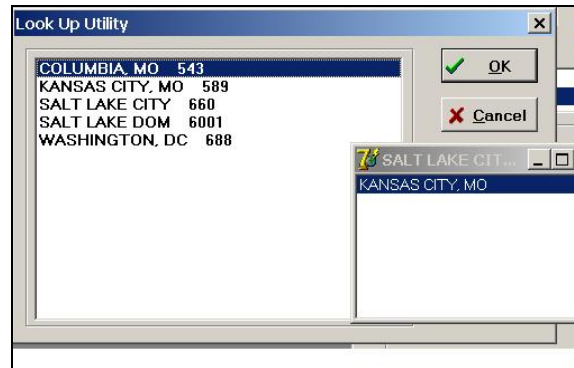 Look Up Utility
COLUMBIA, MO 543
KANSAS CITY, MO 589
SALT LAKE CITY 660
SALT LAKE DOM 6001
WASHINGTON, DC 688
OK
Cancel
SALT LAKE CIT...
KANSAS CITY, MO